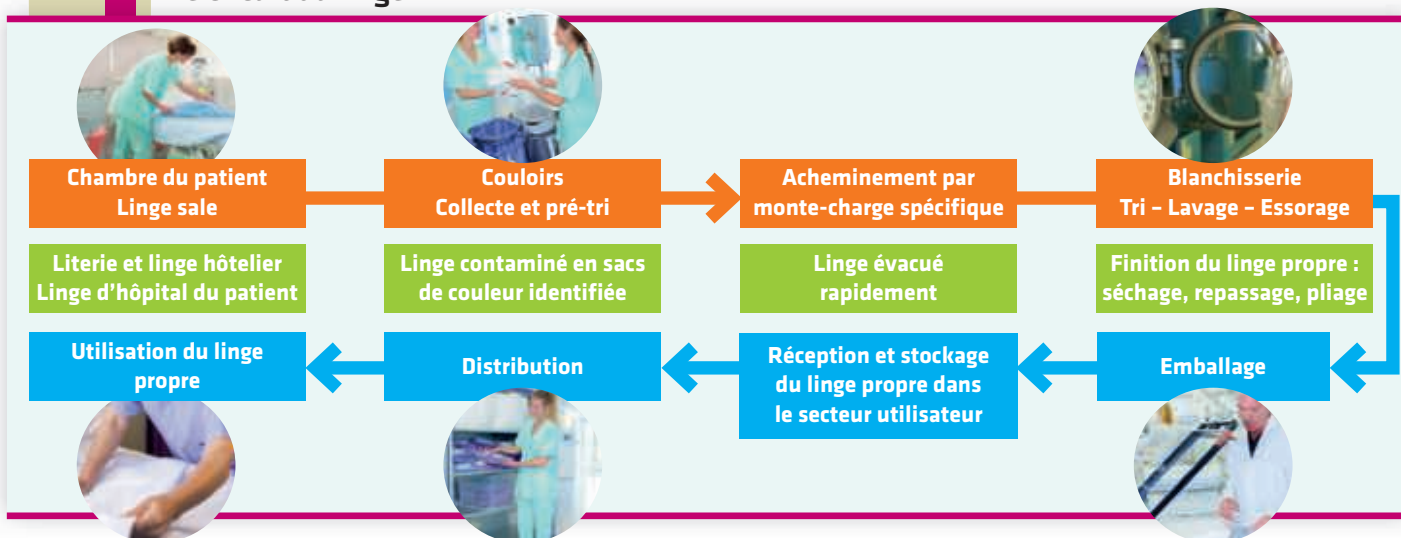 Chambre du patient
Linge sale
Couloirs
Collecte et pré-tri
Acheminement par
monte-charge spécifique
Blanchisserie
Tri – Lavage – Essorage
Literie et linge hôtelier
Linge d’hôpital du patient
Linge contaminé en sacs
de couleur identifiée
Linge évacué
rapidement
Finition du linge propre :
séchage, repassage, pliage
Utilisation du linge
propre
Distribution
Réception et stockage
du linge propre dans
le secteur utilisateur
Emballage